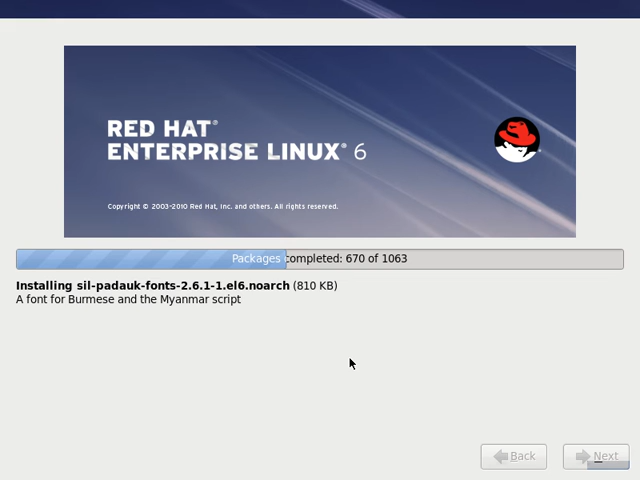 RED HAT®
ENTERPRISE LINUX® 6
Copyright © 2003-2010 Red Hat, Inc. and others. All rights reserved.
Packages completed: 670 of 1063
Installing sil-padauk-fonts-2.6.1-1.el6.noarch (810 KB)
A font for Burmese and the Myanmar script
Back
Next